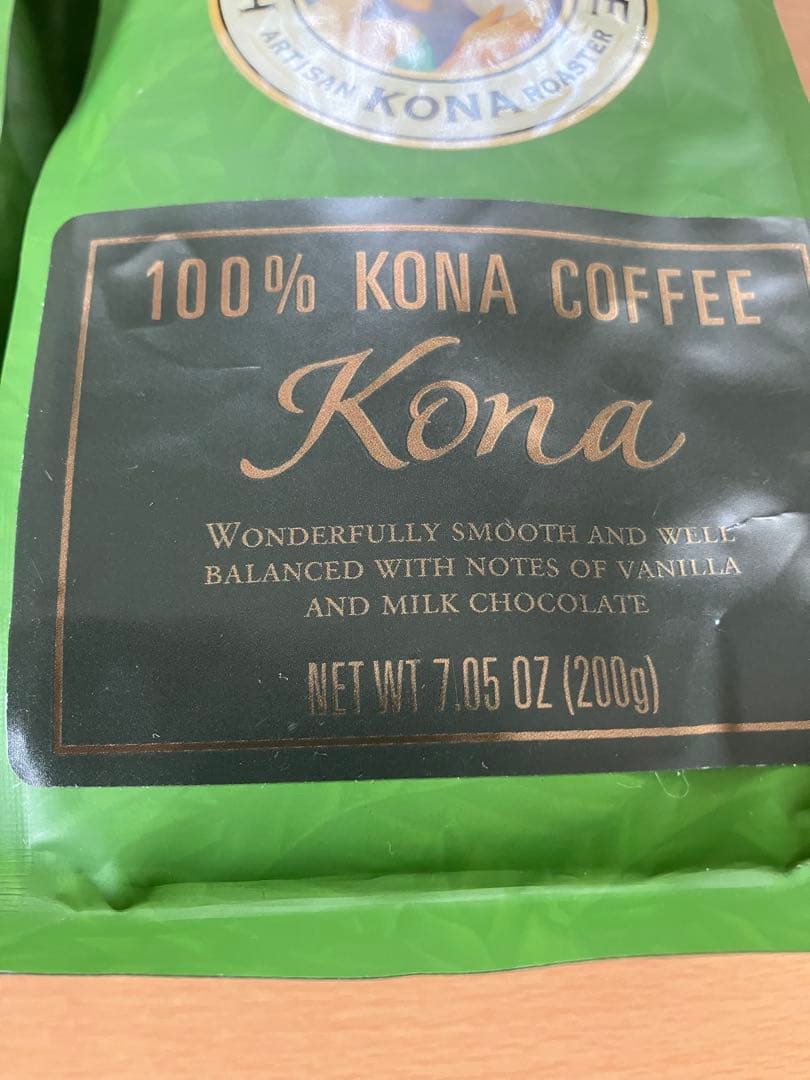 ARTISAN KONA ROASTER
100% KONA COFFEE
Kona
WONDERFULLY SMOOTH AND WELL
BALANCED WITH NOTES OF VANILLA
AND MILK CHOCOLATE
NET WT 7.05 OZ (200g)